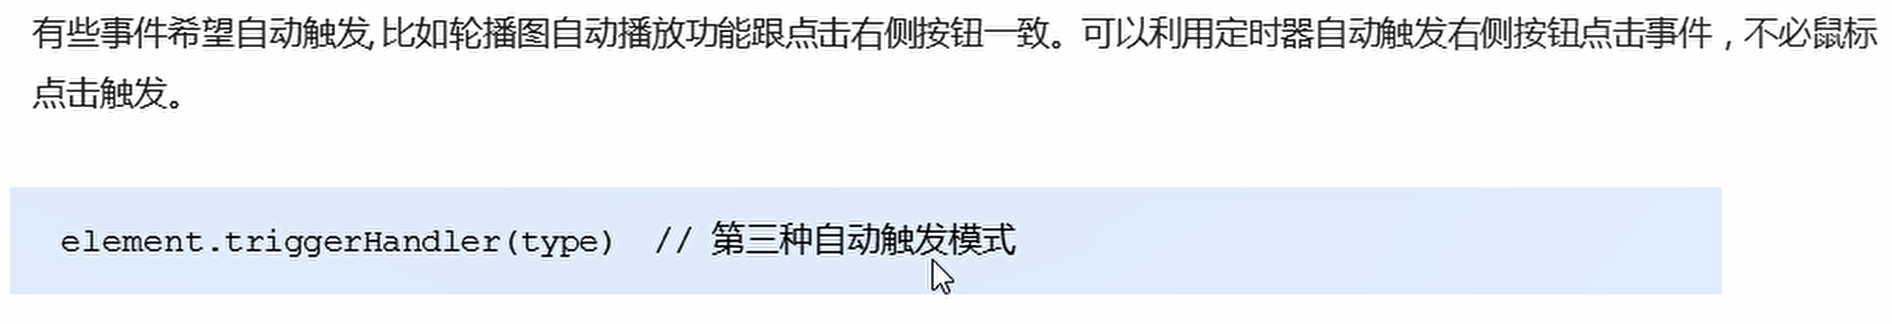 有些事件希望自动触发, 比如轮播图自动播放功能跟点击右侧按钮一致。可以利用定时器自动触发右侧按钮点击事件，不必鼠标
点击触发。
element.triggerHandler(type)  // 第三种自动触发模式